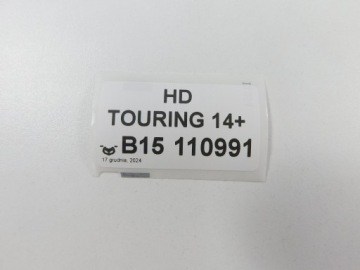 HD
TOURING 14+
B15 110991
17 grudnia, 2024